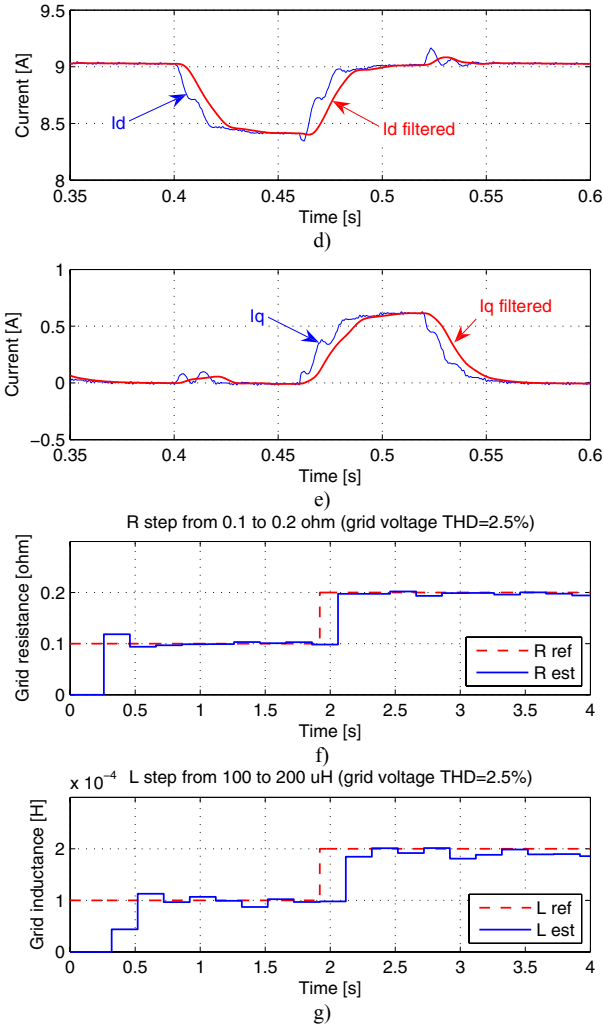 Current [A]
9.5
9
8.5
8
Id
Id filtered
0.35 0.4 0.45 0.5 0.55 0.6
Time [s]
d)
Current [A]
1
0.5
0
−0.5
Iq
Iq filtered
0.35 0.4 0.45 0.5 0.55 0.6
Time [s]
e)
R step from 0.1 to 0.2 ohm (grid voltage THD=2.5%)
Grid resistance [ohm]
0.2
0.1
0
R ref
R est
0 0.5 1 1.5 2 2.5 3 3.5 4
Time [s]
f)
x 10−4 L step from 100 to 200 uH (grid voltage THD=2.5%)
Grid inductance [H]
2
1
0
L ref
L est
0 0.5 1 1.5 2 2.5 3 3.5 4
Time [s]
g)